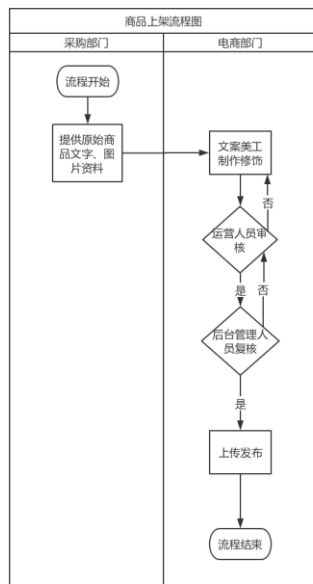 商品上架流程图
采购部门
电商部门
流程开始
提供原始商
品文字、图
片资料
文案美工
制作修饰
否
运营人员审
核
是
否
后台管理人
员复核
是
上传发布
流程结束